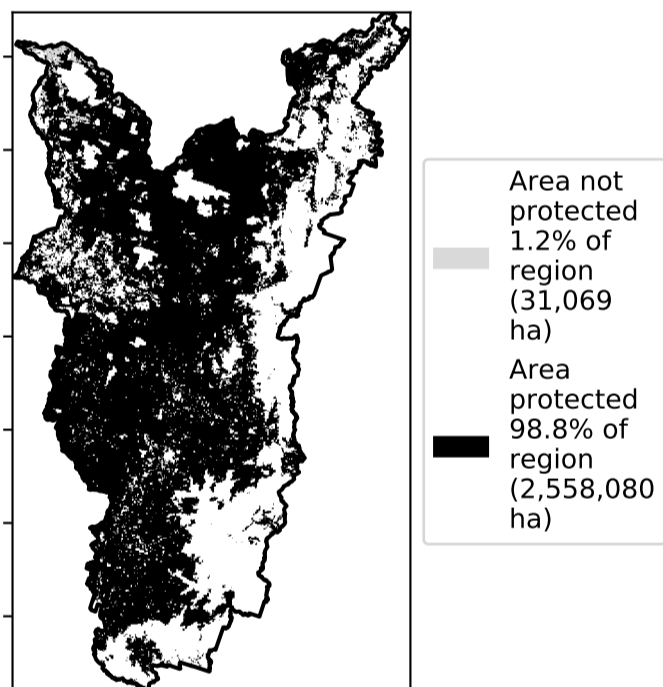 Area not
protected
1.2% of
region
(31,069
ha)
Area
protected
98.8% of
region
(2,558,080
ha)